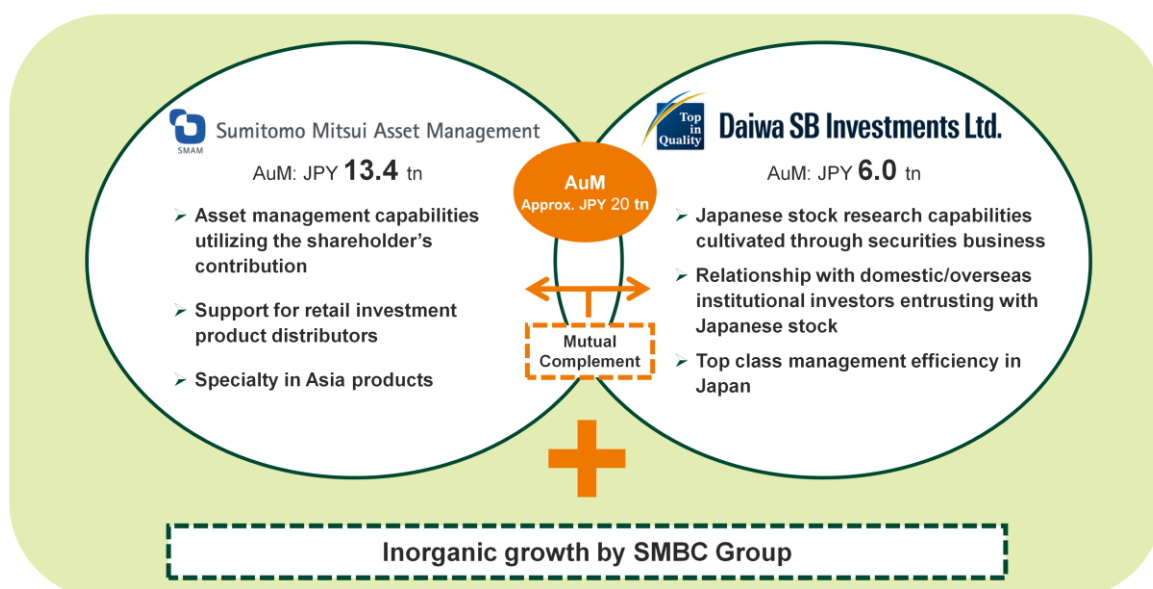 SMAM
Sumitomo Mitsui Asset Management
AuM: JPY 13.4 tn
➢ Asset management capabilities
utilizing the shareholder's
contribution
➢ Support for retail investment
product distributors
➢ Specialty in Asia products
AuM
Approx. JPY 20 tn
Mutual
Complement
Top
in
Quality
Daiwa SB Investments Ltd.
AuM: JPY 6.0 tn
➢ Japanese stock research capabilities
cultivated through securities business
➢ Relationship with domestic/overseas
institutional investors entrusting with
Japanese stock
➢ Top class management efficiency in
Japan
Inorganic growth by SMBC Group